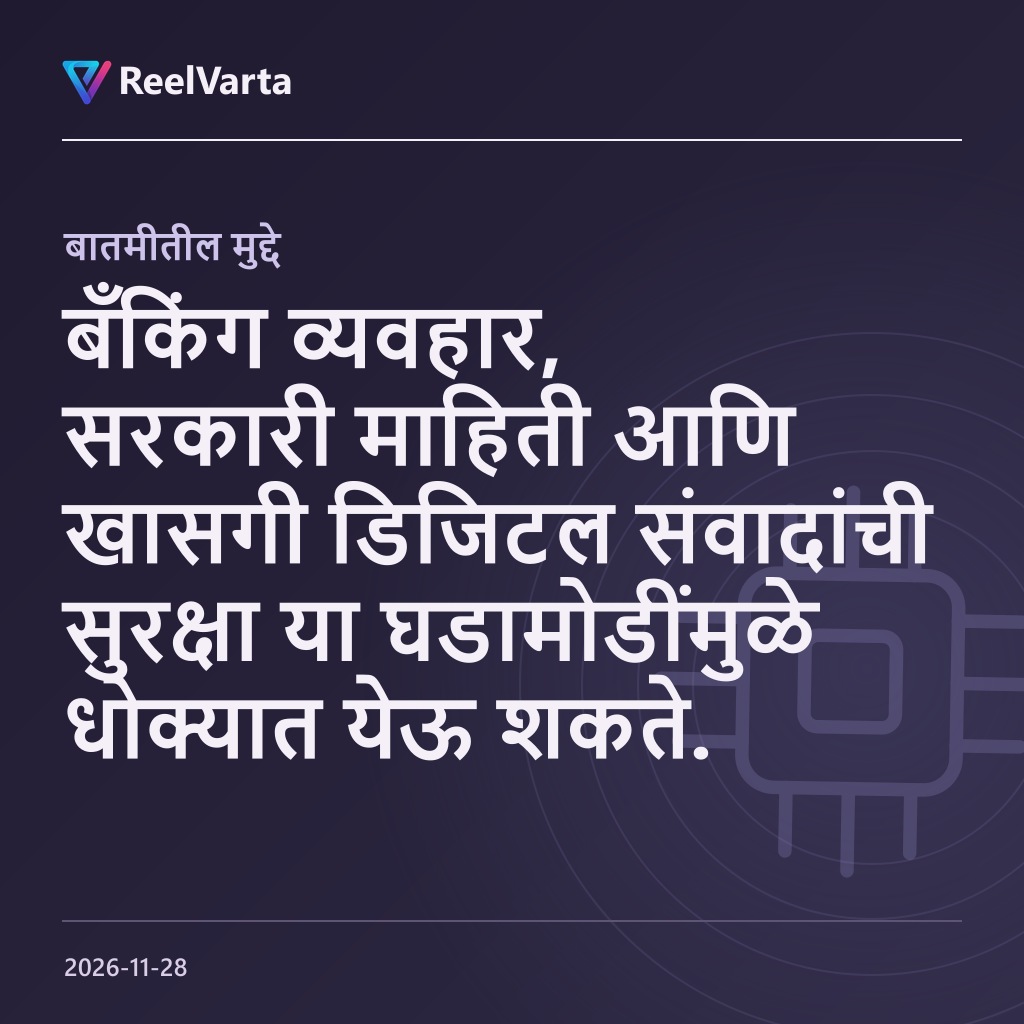 ReelVarta
बातमीतील मुद्दे
बँकिंग व्यवहार,
सरकारी माहिती आणि
खासगी डिजिटल संवादांची
सुरक्षा या घडामोडींमुळे
धोक्यात येऊ शकते.
2026-11-28